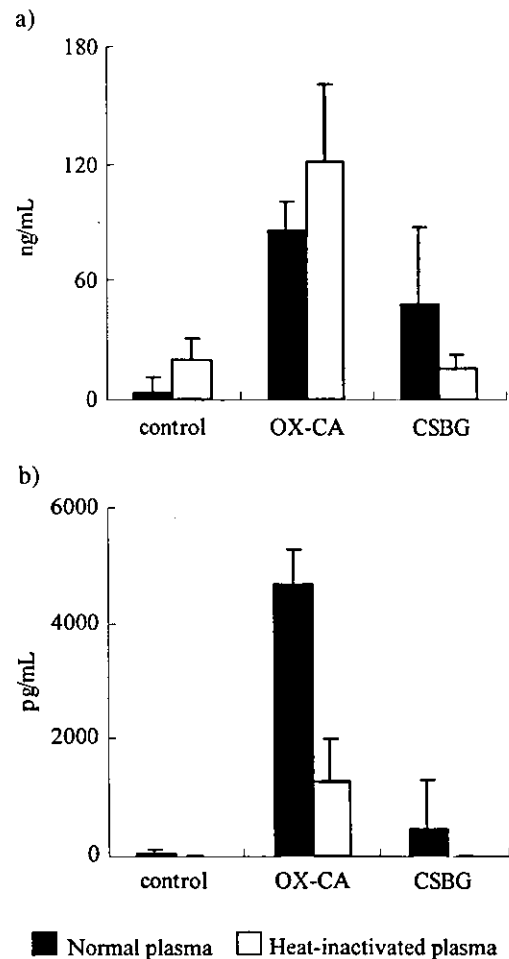 a)
180
120
60
0
ng/mL
control OX-CA CSBG
b)
6000
4000
2000
0
pg/mL
control OX-CA CSBG
Normal plasma Heat-inactivated plasma